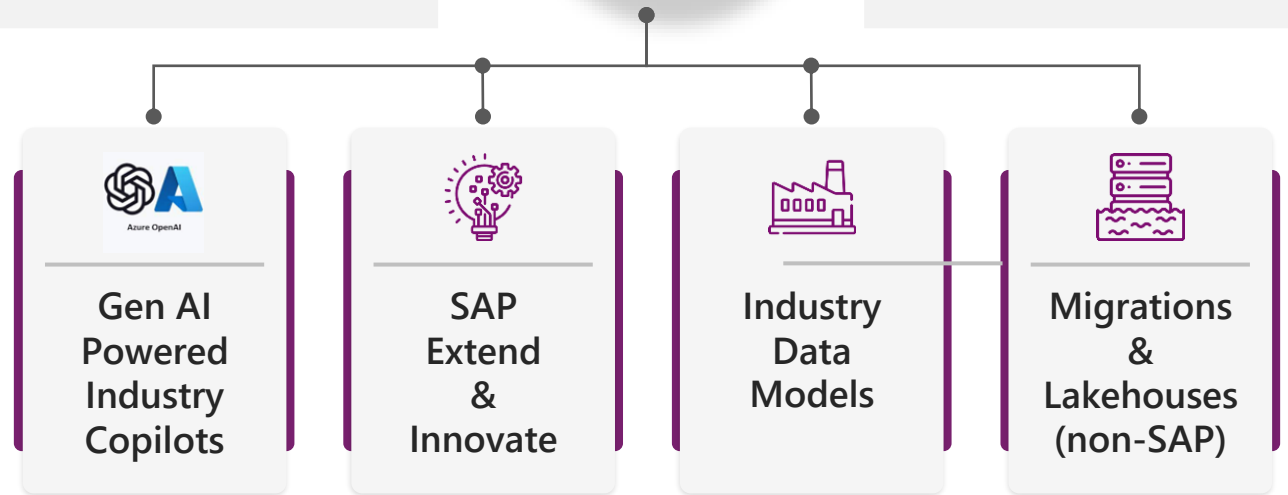 Azure OpenAI
Gen AI
Powered
Industry
Copilots
SAP
Extend
&
Innovate
Industry
Data
Models
Migrations
&
Lakehouses
(non-SAP)